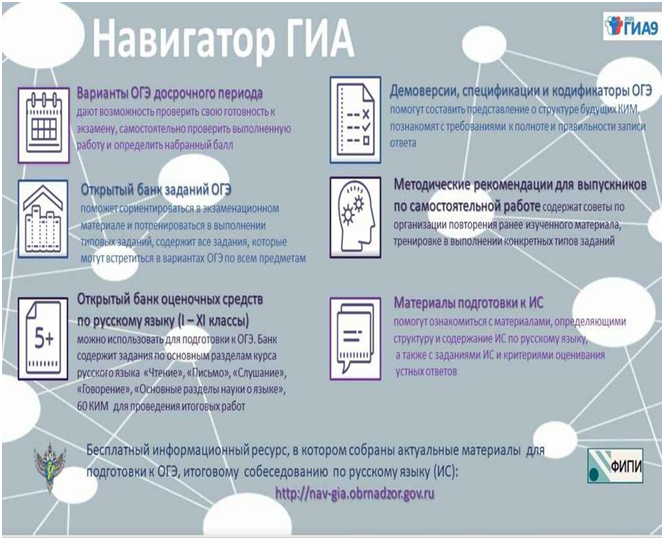 Навигатор ГИА
2021
ГИА9
Варианты ОГЭ досрочного периода
дают возможность проверить свою готовность к
экзамену, самостоятельно проверить выполненную
работу и определить набранный балл
Открытый банк заданий ОГЭ
поможет сориентироваться в экзаменационном
материале и потренироваться в выполнении
типовых заданий, содержит все задания, которые
могут встретиться в вариантах ОГЭ по всем предметам
5+
Открытый банк оценочных средств
по русскому языку (I – XI классы)
можно использовать для подготовки к ОГЭ. Банк
содержит задания по основным разделам курса
русского языка «Чтение», «Письмо», «Слушание»,
«Говорение», «Основные разделы науки о языке»,
60 КИМ для проведения итоговых работ
Демоверсии, спецификации и кодификаторы ОГЭ
помогут составить представление о структуре будущих КИМ
познакомят с требованиями к полноте и правильности записи
ответа
Методические рекомендации для выпускников
по самостоятельной работе содержат советы по
организации повторения ранее изученного материала,
тренировке в выполнении конкретных типов заданий
Материалы подготовки к ИС
помогут ознакомиться с материалами, определяющими
структуру и содержание ИС по русскому языку,
а также с заданиями ИС и критериями оценивания
устных ответов
Бесплатный информационный ресурс, в котором собраны актуальные материалы для
подготовки к ОГЭ, итоговому собеседованию по русскому языку (ИС):
http://nav-gia.obrnadzor.gov.ru
ФИПИ